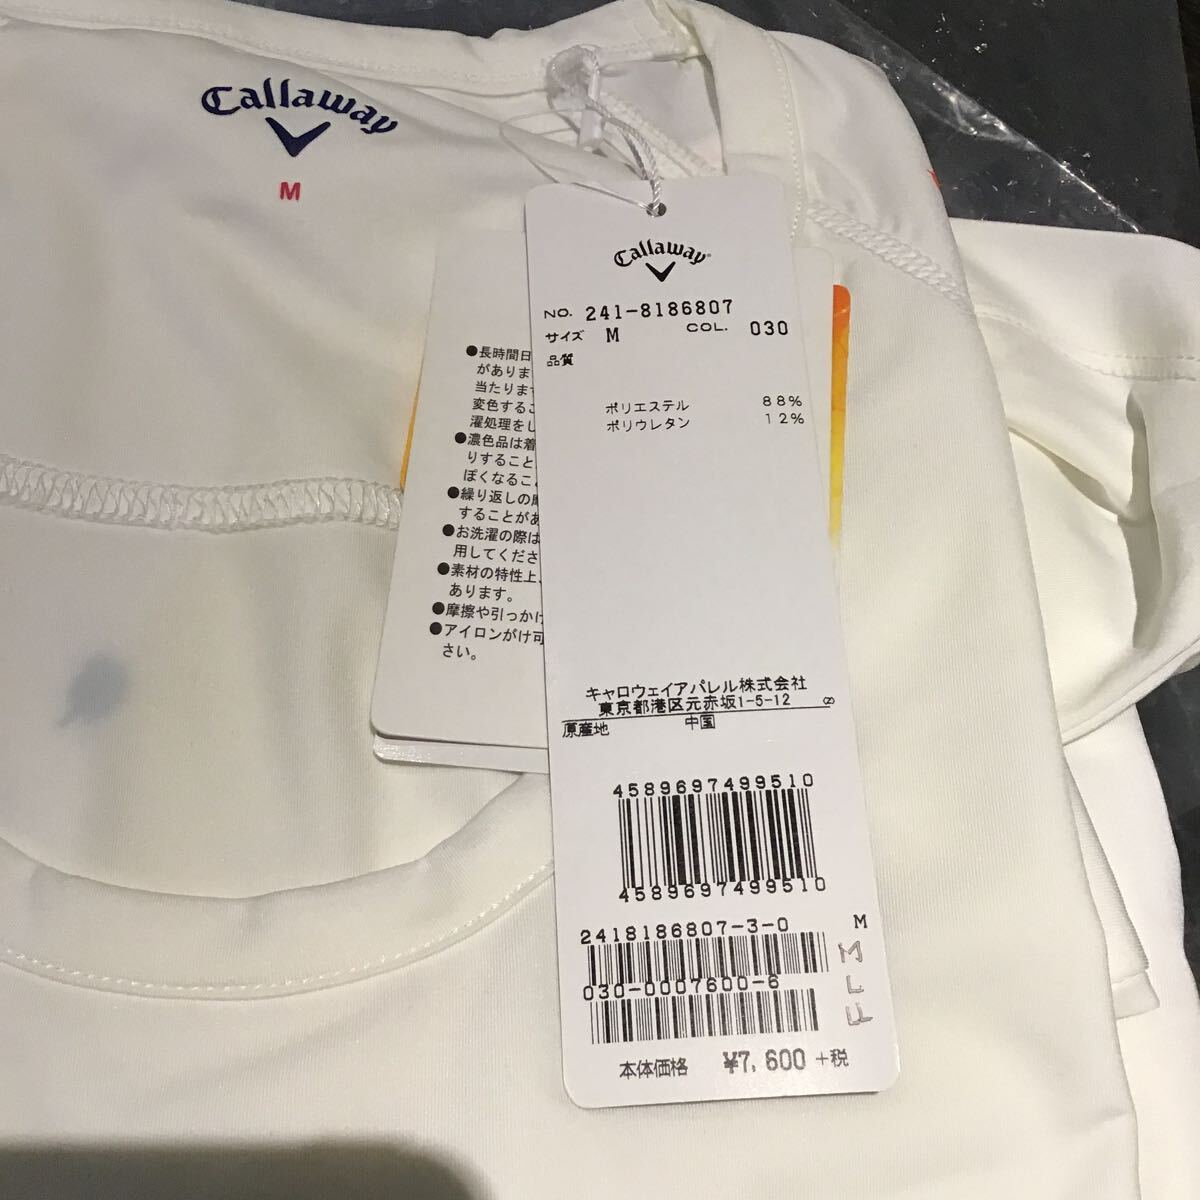 Callaway
M
Callaway
NO. 241-8186807
サイズ M COL. 030
品質
ポリエステル 88%
ポリウレタン 12%
キャロウェイアパレル株式会社
東京都港区元赤坂1-5-12
原産地 中国
4589697499510
4589697499510
2418186807-3-0 M
030-0007600-6
M
L
F
本体価格 ¥7,600 +税
●長時間日
がありま
当たります
変色するこ
濯処理をし
●濃色品は着
りすること
ぽくなるこ
●繰り返しの摩
することがあ
●お洗濯の際は
用してくださ
●素材の特性上、
あります。
●摩擦や引っかけ
●アイロンがけ可
さい。